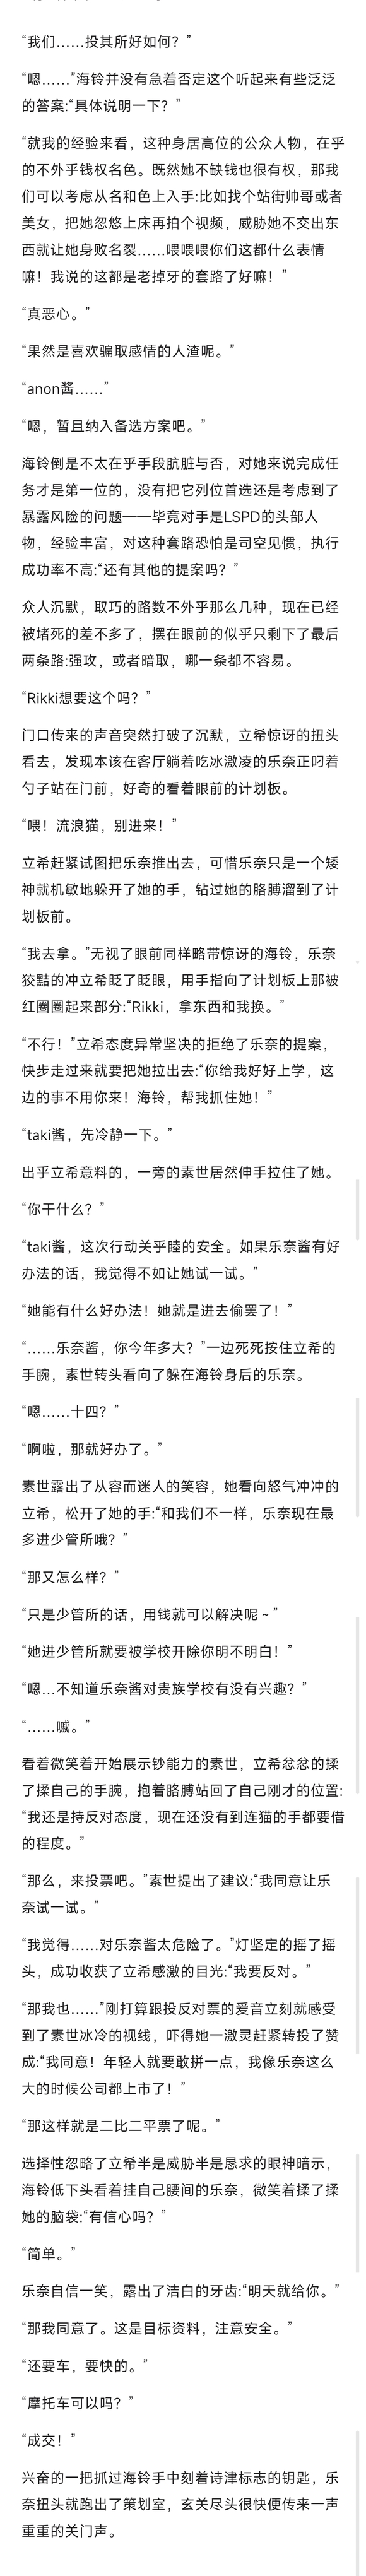 “我们……投其所好如何？”
“嗯……”海铃并没有急着否定这个听起来有些泛泛
的答案:“具体说明一下？”
“就我的经验来看，这种身居高位的公众人物，在乎
的不外乎钱权名色。既然她不缺钱也很有权，那我
们可以考虑从名和色上入手:比如找个站街帅哥或者
美女，把她忽悠上床再拍个视频，威胁她不交出东
西就让她身败名裂……喂喂喂你们这都什么表情
嘛！我说的这都是老掉牙的套路了好嘛！”
“真恶心。”
“果然是喜欢骗取感情的人渣呢。”
“anon酱……”
“嗯，暂且纳入备选方案吧。”
海铃倒是不太在乎手段肮脏与否，对她来说完成任
务才是第一位的，没有把它列位首选还是考虑到了
暴露风险的问题——毕竟对手是LSPD的头部人
物，经验丰富，对这种套路恐怕是司空见惯，执行
成功率不高:“还有其他的提案吗？”
众人沉默，取巧的路数不外乎那么几种，现在已经
被堵死的差不多了，摆在眼前的似乎只剩下了最后
两条路:强攻，或者暗取，哪一条都不容易。
“Rikki想要这个吗？”
门口传来的声音突然打破了沉默，立希惊讶的扭头
看去，发现本该在客厅躺着吃冰激凌的乐奈正叼着
勺子站在门前，好奇的看着眼前的计划板。
“喂！流浪猫，别进来！”
立希赶紧试图把乐奈推出去，可惜乐奈只是一个矮
神就机敏地躲开了她的手，钻过她的胳膊溜到了计
划板前。
“我去拿。”无视了眼前同样略带惊讶的海铃，乐奈
狡黠的冲立希眨了眨眼，用手指向了计划板上那被
红圈圈起来部分:“Rikki，拿东西和我换。”
“不行！”立希态度异常坚决的拒绝了乐奈的提案，
快步走过来就要把她拉出去:“你给我好好上学，这
边的事不用你来！海铃，帮我抓住她！”
“taki酱，先冷静一下。”
出乎立希意料的，一旁的素世居然伸手拉住了她。
“你干什么？”
“taki酱，这次行动关乎睦的安全。如果乐奈酱有好
办法的话，我觉得不如让她试一试。”
“她能有什么好办法！她就是进去偷罢了！”
“……乐奈酱，你今年多大？”一边死死按住立希的
手腕，素世转头看向了躲在海铃身后的乐奈。
“嗯……十四？”
“啊啦，那就好办了。”
素世露出了从容而迷人的笑容，她看向怒气冲冲的
立希，松开了她的手:“和我们不一样，乐奈现在最
多进少管所哦？”
“那又怎么样？”
“只是少管所的话，用钱就可以解决呢～”
“她进少管所就要被学校开除你明不明白！”
“嗯…不知道乐奈酱对贵族学校有没有兴趣？”
“……嘁。”
看着微笑着开始展示钞能力的素世，立希忿忿的揉
了揉自己的手腕，抱着胳膊站回了自己刚才的位置:
“我还是持反对态度，现在还没有到连猫的手都要借
的程度。”
“那么，来投票吧。”素世提出了建议:“我同意让乐
奈试一试。”
“我觉得……对乐奈酱太危险了。”灯坚定的摇了摇
头，成功收获了立希感激的目光:“我要反对。”
“那我也……”刚打算跟投反对票的爱音立刻就感受
到了素世冰冷的视线，吓得她一激灵赶紧转投了赞
成:“我同意！年轻人就要敢拼一点，我像乐奈这么
大的时候公司都上市了！”
“那这样就是二比二平票了呢。”
选择性忽略了立希半是威胁半是恳求的眼神暗示，
海铃低下头看着挂自己腰间的乐奈，微笑着揉了揉
她的脑袋:“有信心吗？”
“简单。”
乐奈自信一笑，露出了洁白的牙齿:“明天就给你。”
“那我同意了。这是目标资料，注意安全。”
“还要车，要快的。”
“摩托车可以吗？”
“成交！”
兴奋的一把抓过海铃手中刻着诗津标志的钥匙，乐
奈扭头就跑出了策划室，玄关尽头很快便传来一声
重重的关门声。